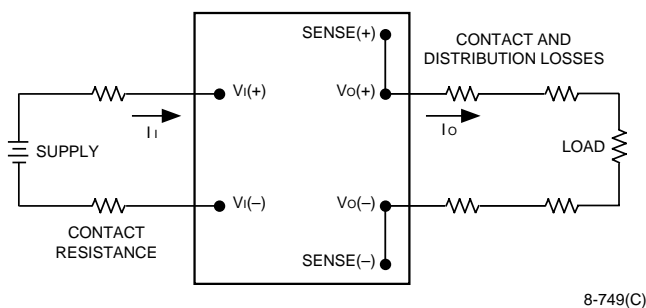 SENSE(+)
CONTACT AND
DISTRIBUTION LOSSES
VI(+)
VO(+)
II
IO
SUPPLY
LOAD
VI(–)
VO(–)
CONTACT
RESISTANCE
SENSE(–)
8-749(C)